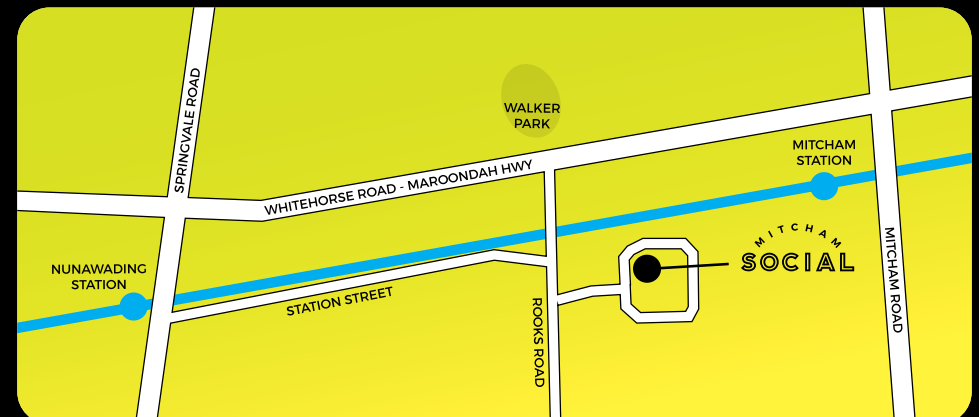 SPRINGVALE ROAD
WALKER
PARK
WHITEHORSE ROAD - MAROONDAH HWY
MITCHAM
STATION
NUNAWADING
STATION
STATION STREET
ROOKS ROAD
MITCHAM
SOCIAL
MITCHAM ROAD